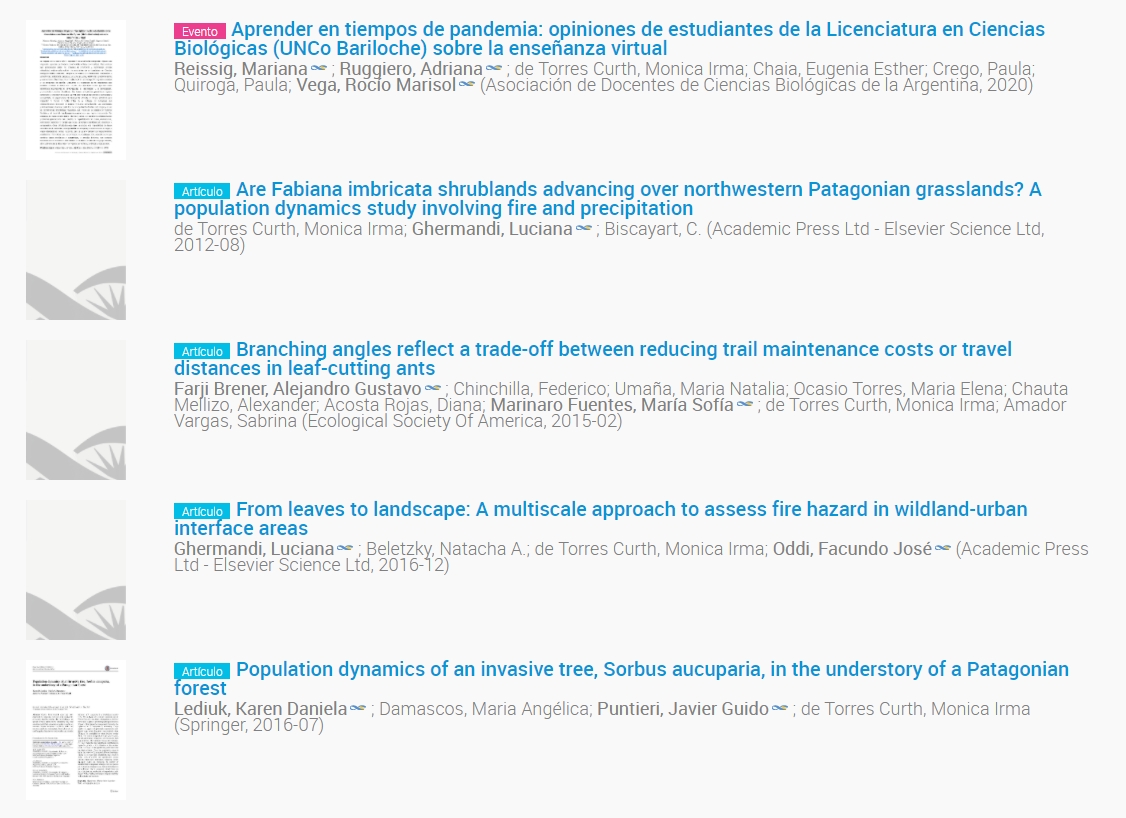 Evento Aprender en tiempos de pandemia: opiniones de estudiantes de la Licenciatura en Ciencias
Biológicas (UNCo Bariloche) sobre la enseñanza virtual
Reissig, Mariana ; Ruggiero, Adriana ; de Torres Curth, Monica Irma; Chaia, Eugenia Esther; Crego, Paula;
Quiroga, Paula; Vega, Rocío Marisol (Asociación de Docentes de Ciencias Biológicas de la Argentina, 2020)
Artículo Are Fabiana imbricata shrublands advancing over northwestern Patagonian grasslands? A
population dynamics study involving fire and precipitation
de Torres Curth, Monica Irma; Ghermandi, Luciana ; Biscayart, C. (Academic Press Ltd - Elsevier Science Ltd,
2012-08)
Artículo Branching angles reflect a trade-off between reducing trail maintenance costs or travel
distances in leaf-cutting ants
Farji Brener, Alejandro Gustavo ; Chinchilla, Federico; Umaña, Maria Natalia; Ocasio Torres, Maria Elena; Chauta
Mellizo, Alexander; Acosta Rojas, Diana; Marinaro Fuentes, María Sofía ; de Torres Curth, Monica Irma; Amador
Vargas, Sabrina (Ecological Society Of America, 2015-02)
Artículo From leaves to landscape: A multiscale approach to assess fire hazard in wildland-urban
interface areas
Ghermandi, Luciana ; Beletzky, Natacha A.; de Torres Curth, Monica Irma; Oddi, Facundo José (Academic Press
Ltd - Elsevier Science Ltd, 2016-12)
Artículo Population dynamics of an invasive tree, Sorbus aucuparia, in the understory of a Patagonian
forest
Lediuk, Karen Daniela ; Damascos, Maria Angélica; Puntieri, Javier Guido ; de Torres Curth, Monica Irma
(Springer, 2016-07)